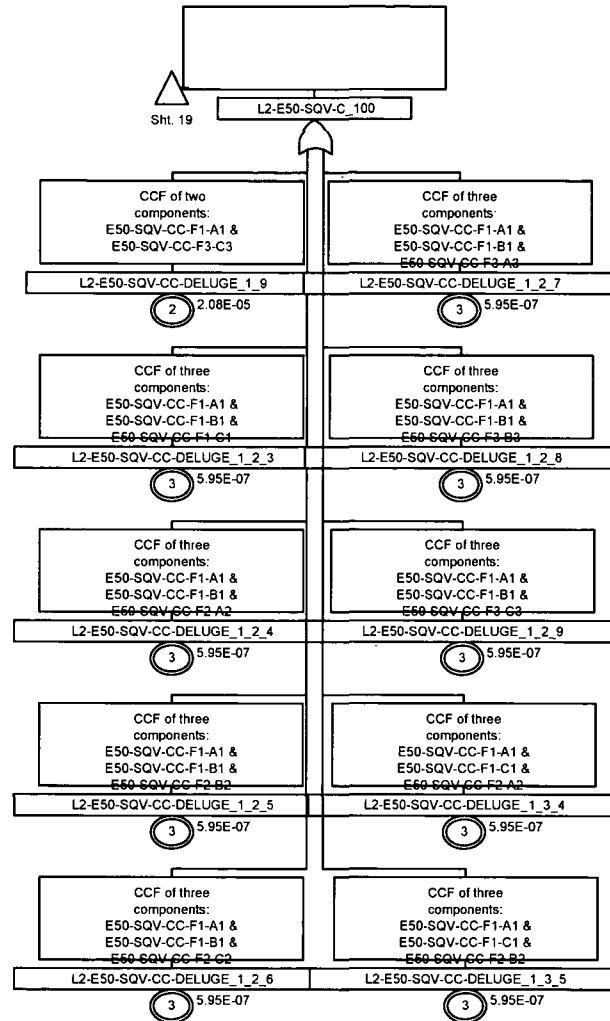 L2-E50-SQV-C_100
Sht. 19
CCF of two
components:
E50-SQV-CC-F1-A1 &
E50-SQV-CC-F3-C3
L2-E50-SQV-CC-DELUGE_1_9
2
2.08E-05
CCF of three
components:
E50-SQV-CC-F1-A1 &
E50-SQV-CC-F1-B1 &
E50-SQV-CC-F3-A3
L2-E50-SQV-CC-DELUGE_1_2_7
3
5.95E-07
CCF of three
components:
E50-SQV-CC-F1-A1 &
E50-SQV-CC-F1-B1 &
E50-SQV-CC-F1-C1
L2-E50-SQV-CC-DELUGE_1_2_3
3
5.95E-07
CCF of three
components:
E50-SQV-CC-F1-A1 &
E50-SQV-CC-F1-B1 &
E50-SQV-CC-F3-B3
L2-E50-SQV-CC-DELUGE_1_2_8
3
5.95E-07
CCF of three
components:
E50-SQV-CC-F1-A1 &
E50-SQV-CC-F1-B1 &
E50-SQV-CC-F2-A2
L2-E50-SQV-CC-DELUGE_1_2_4
3
5.95E-07
CCF of three
components:
E50-SQV-CC-F1-A1 &
E50-SQV-CC-F1-B1 &
E50-SQV-CC-F3-C3
L2-E50-SQV-CC-DELUGE_1_2_9
3
5.95E-07
CCF of three
components:
E50-SQV-CC-F1-A1 &
E50-SQV-CC-F1-B1 &
E50-SQV-CC-F2-B2
L2-E50-SQV-CC-DELUGE_1_2_5
3
5.95E-07
CCF of three
components:
E50-SQV-CC-F1-A1 &
E50-SQV-CC-F1-C1 &
E50-SQV-CC-F2-A2
L2-E50-SQV-CC-DELUGE_1_3_4
3
5.95E-07
CCF of three
components:
E50-SQV-CC-F1-A1 &
E50-SQV-CC-F1-B1 &
E50-SQV-CC-F2-C2
L2-E50-SQV-CC-DELUGE_1_2_6
3
5.95E-07
CCF of three
components:
E50-SQV-CC-F1-A1 &
E50-SQV-CC-F1-C1 &
E50-SQV-CC-F2-B2
L2-E50-SQV-CC-DELUGE_1_3_5
3
5.95E-07